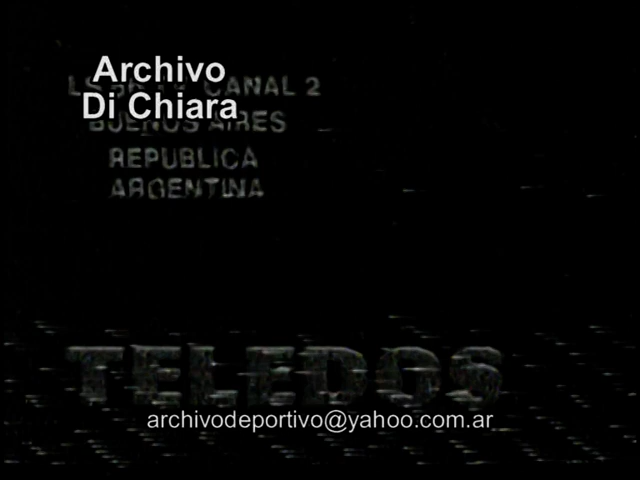 Archivo
CANAL 2
Di Chiara
BUENOS AIRES
REPUBLICA
ARGENTINA
TELEDOS
archivodeportivo@yahoo.com.ar